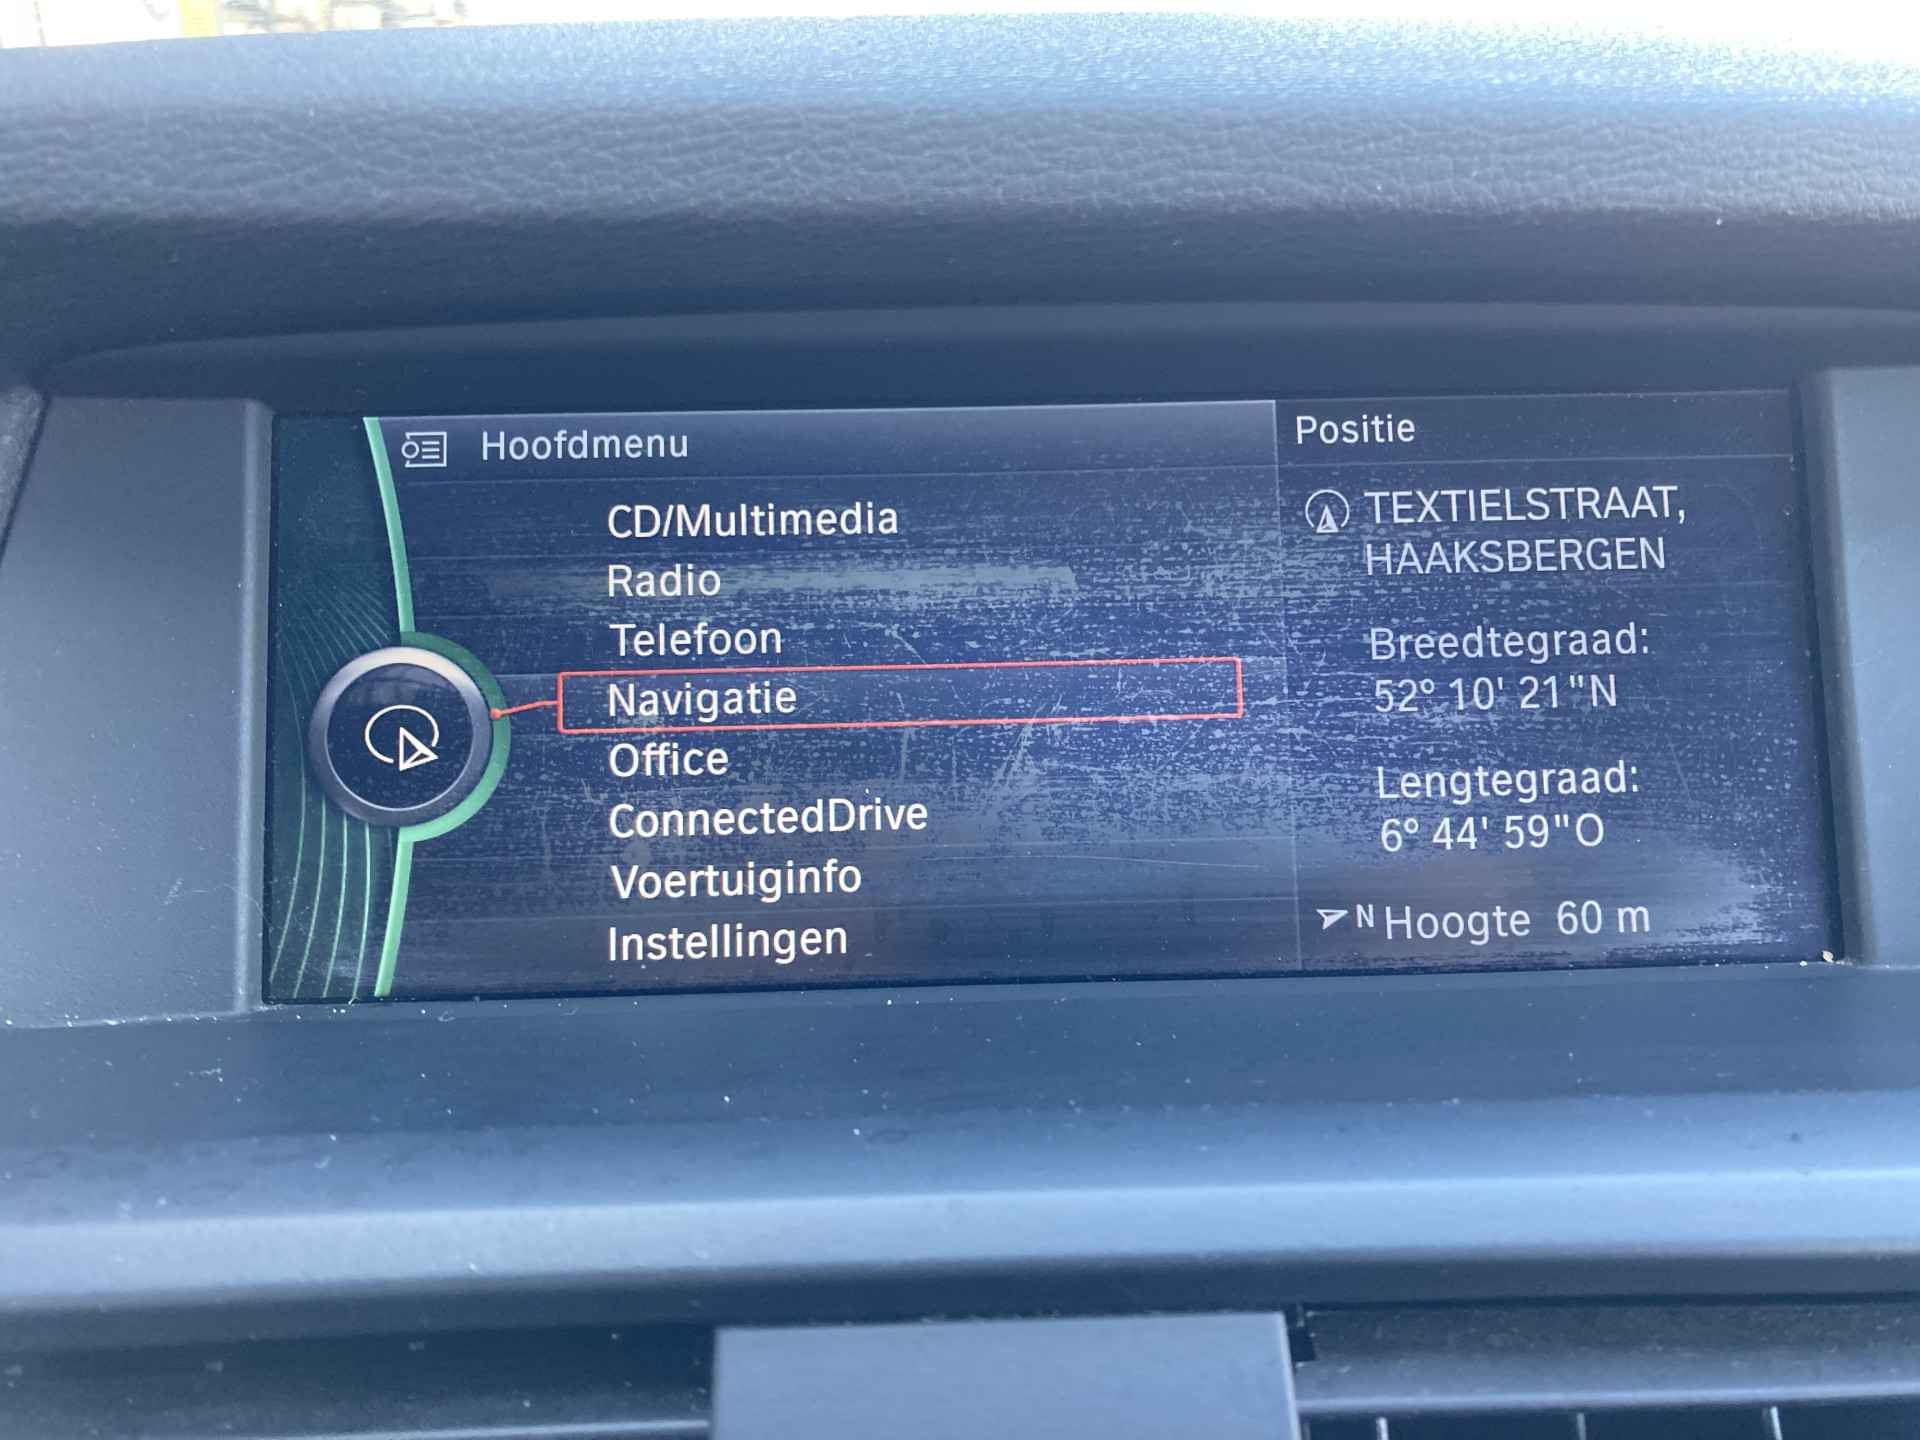 Hoofdmenu
CD/Multimedia
Radio
Telefoon
Navigatie
Office
ConnectedDrive
Voertuiginfo
Instellingen
Positie
TEXTIELSTRAAT,
HAAKSBERGEN
Breedtegraad:
52° 10' 21"N
Lengtegraad:
6° 44' 59"O
N Hoogte 60 m